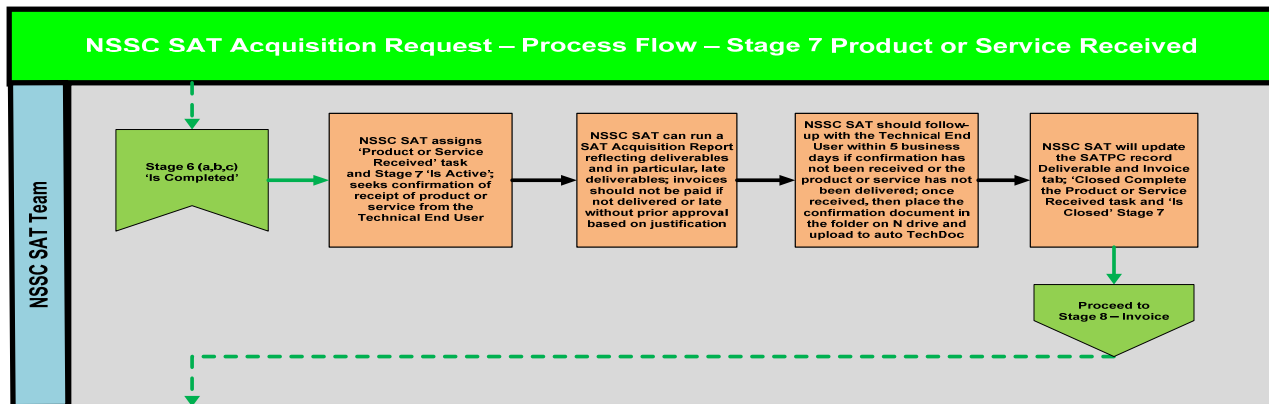 NSSC SAT Acquisition Request – Process Flow – Stage 7 Product or Service Received
NSSC SAT Team
Stage 6 (a,b,c)
'Is Completed'
NSSC SAT assigns
'Product or Service
Received' task
and Stage 7 'Is Active';
seeks confirmation of
receipt of product or
service from the
Technical End User
NSSC SAT can run a
SAT Acquisition Report
reflecting deliverables
and in particular, late
deliverables; invoices
should not be paid if
not delivered or late
without prior approval
based on justification
NSSC SAT should follow-
up with the Technical End
User within 5 business
days if confirmation has
not been received or the
product or service has not
been delivered; once
received, then place the
confirmation document in
the folder on N drive and
upload to auto TechDoc
NSSC SAT will update
the SATPC record
Deliverable and Invoice
tab; 'Closed Complete
the Product or Service
Received task and 'Is
Closed' Stage 7
Proceed to
Stage 8 – Invoice